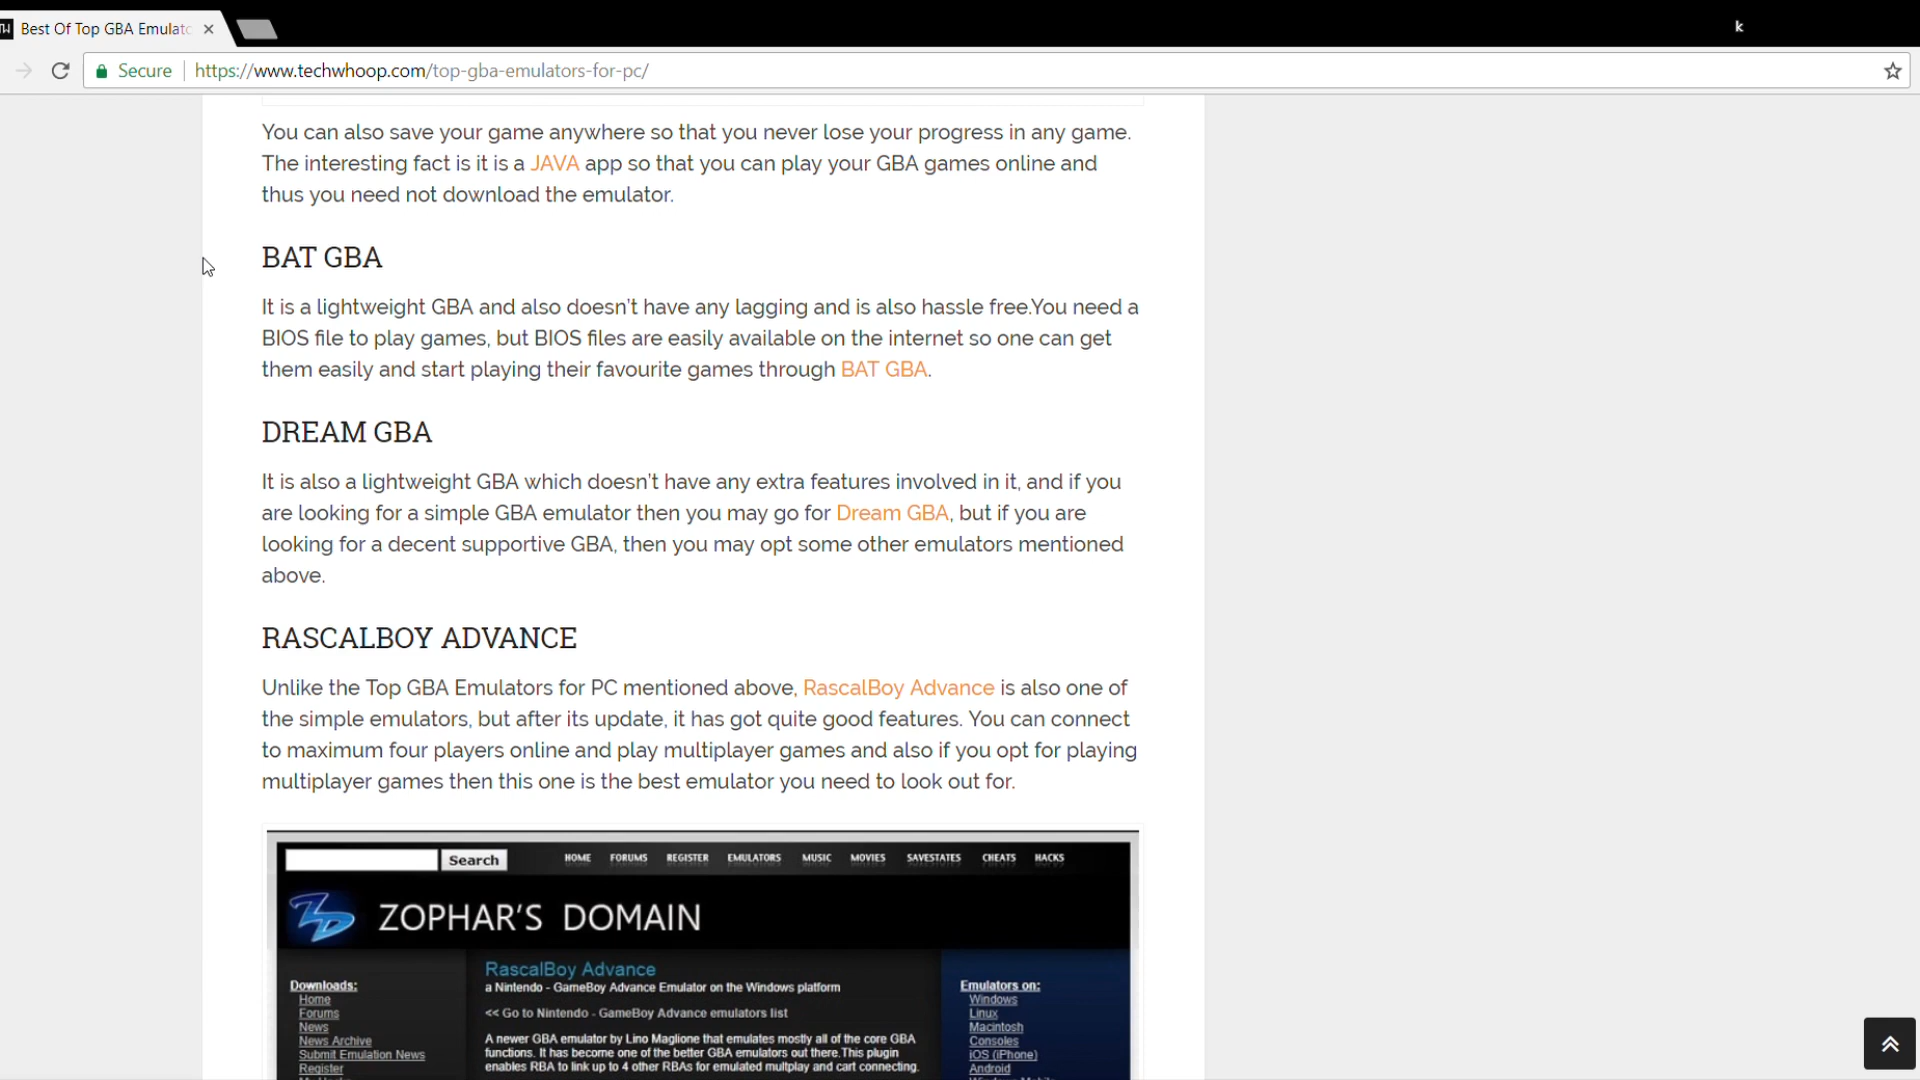 Best Of Top GBA Emulato
k
Secure
https://www.techwhoop.com/top-gba-emulators-for-pc/
You can also save your game anywhere so that you never lose your progress in any game.
The interesting fact is it is a JAVA app so that you can play your GBA games online and
thus you need not download the emulator.
BAT GBA
It is a lightweight GBA and also doesn't have any lagging and is also hassle free.You need a
BIOS file to play games, but BIOS files are easily available on the internet so one can get
them easily and start playing their favourite games through BAT GBA.
DREAM GBA
It is also a lightweight GBA which doesn't have any extra features involved in it, and if you
are looking for a simple GBA emulator then you may go for Dream GBA, but if you are
looking for a decent supportive GBA, then you may opt some other emulators mentioned
above.
RASCALBOY ADVANCE
Unlike the Top GBA Emulators for PC mentioned above, RascalBoy Advance is also one of
the simple emulators, but after its update, it has got quite good features. You can connect
to maximum four players online and play multiplayer games and also if you opt for playing
multiplayer games then this one is the best emulator you need to look out for.
Search HOME FORUMS REGISTER EMULATORS MUSIC MOVIES SAVESTATES CHEATS HACKS
ZD ZOPHAR'S DOMAIN
RascalBoy Advance
a Nintendo - GameBoy Advance Emulator on the Windows platform
<< Go to Nintendo - GameBoy Advance emulators list
A newer GBA emulator by Lino Maglione that emulates mostly all of the core GBA
functions. It has become one of the better GBA emulators out there.This plugin
enables RBA to link up to 4 other RBAs for emulated multplay and cart connecting.
Downloads:
Home
Forums
News
News Archive
Submit Emulation News
Register
Emulators on:
Windows
Linux
Macintosh
Consoles
iOS (iPhone)
Android